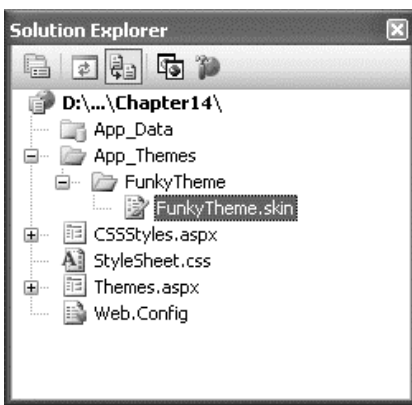 Solution Explorer
D:\...\Chapter14\
App_Data
App_Themes
FunkyTheme
FunkyTheme.skin
CSSStyles.aspx
StyleSheet.css
Themes.aspx
Web.Config